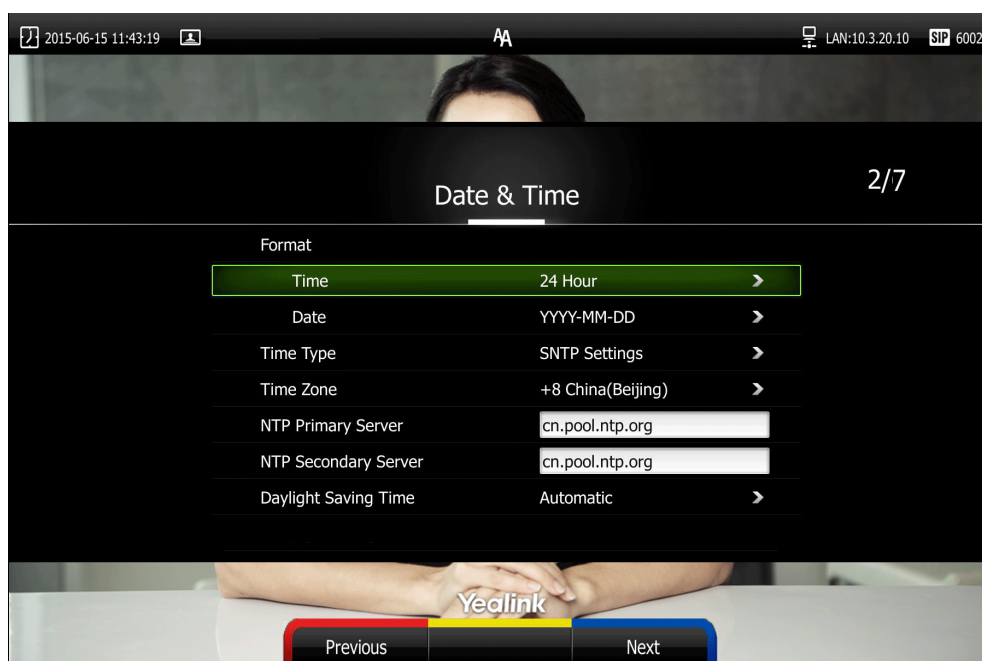 2015-06-15 11:43:19 AA LAN:10.3.20.10 SIP 6002
2/7
Date & Time
Format
Time 24 Hour
Date YYYY-MM-DD
Time Type SNTP Settings
Time Zone +8 China(Beijing)
NTP Primary Server cn.pool.ntp.org
NTP Secondary Server cn.pool.ntp.org
Daylight Saving Time Automatic
Yealink
Previous Next